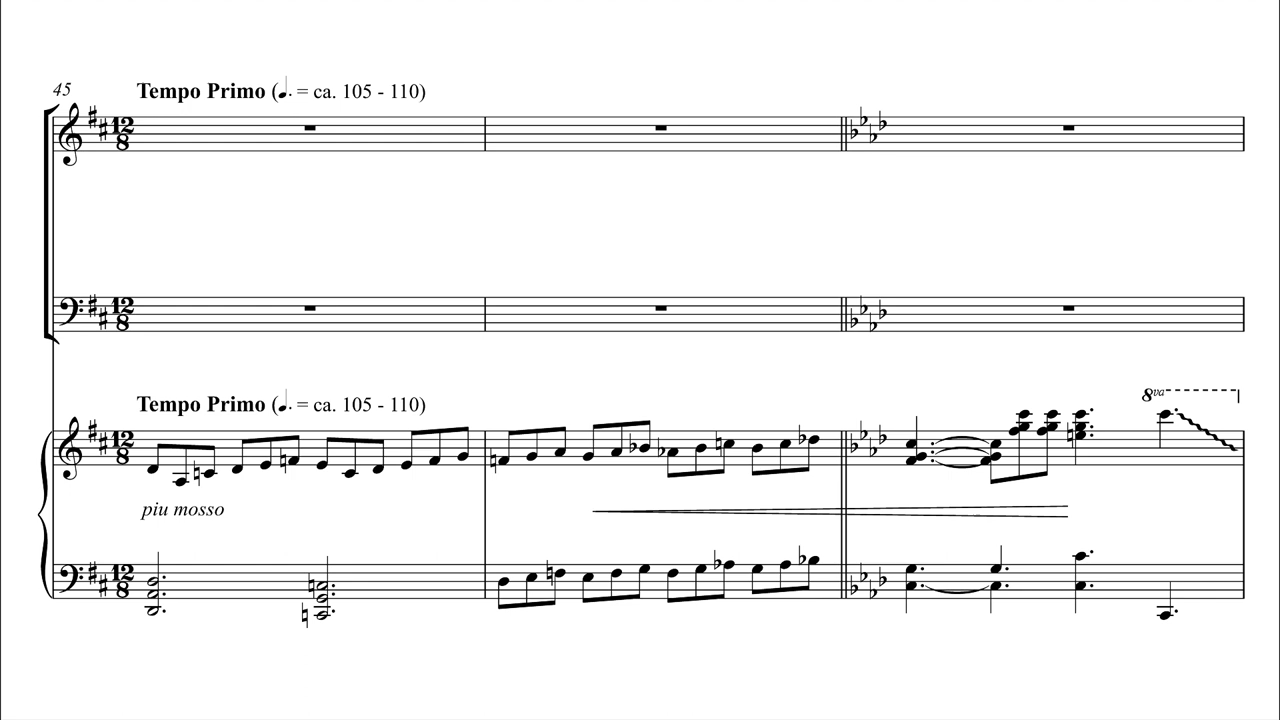 45
Tempo Primo (♩. = ca. 105 - 110)
12
8
12
8
Tempo Primo (♩. = ca. 105 - 110)
8va
12
8
piu mosso
12
8